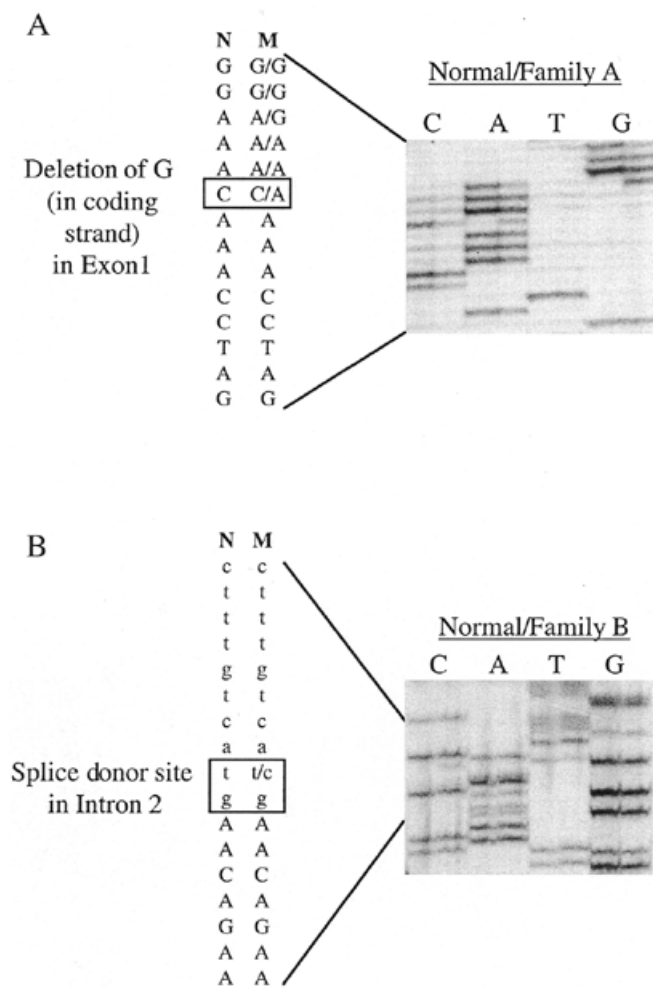 A
N M
G G/G
G G/G
A A/G
A A/A
A A/A
C C/A
A A
A A
A A
C C
C C
T T
A A
G G
Deletion of G
(in coding
strand)
in Exon1
Normal/Family A
C A T G
B
N M
c c
t t
t t
t t
g g
t t
c c
a a
t t/c
g g
A A
A A
C C
A A
G G
A A
A A
Splice donor site
in Intron 2
Normal/Family B
C A T G